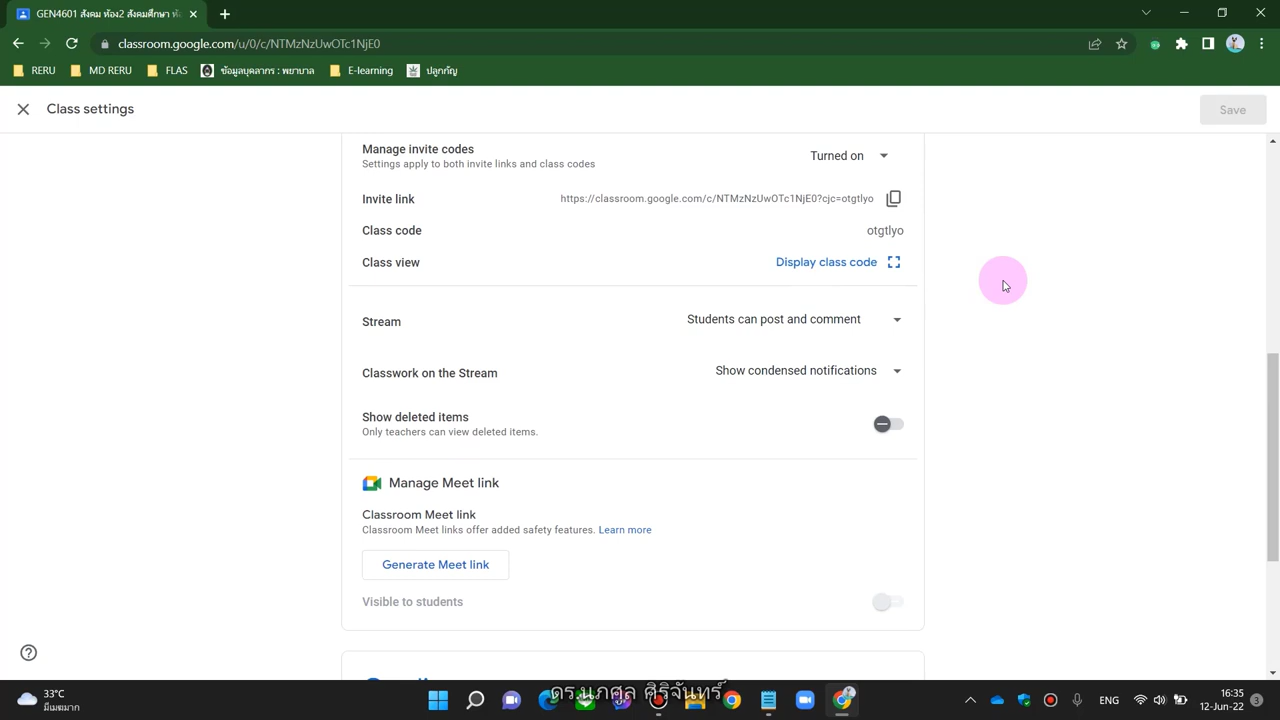 GEN4601 สังคม ห้อง2 สังคมศึกษา ท
classroom.google.com/u/0/c/NTMzNzUwOTc1NjE0
RERU
MD RERU
FLAS
ข้อมูลบุคลากร : พยาบาล
E-learning
ปลูกกัญ
Class settings
Save
Manage invite codes
Settings apply to both invite links and class codes
Turned on
Invite link
https://classroom.google.com/c/NTMzNzUwOTc1NjE0?cjc=otgtlyo
Class code
otgtlyo
Class view
Display class code
Stream
Students can post and comment
Classwork on the Stream
Show condensed notifications
Show deleted items
Only teachers can view deleted items.
Manage Meet link
Classroom Meet link
Classroom Meet links offer added safety features. Learn more
Generate Meet link
Visible to students
ดร.นภศูล ศิริจันทร์
33°C
มีเมฆมาก
ENG
16:35
12-Jun-22
3